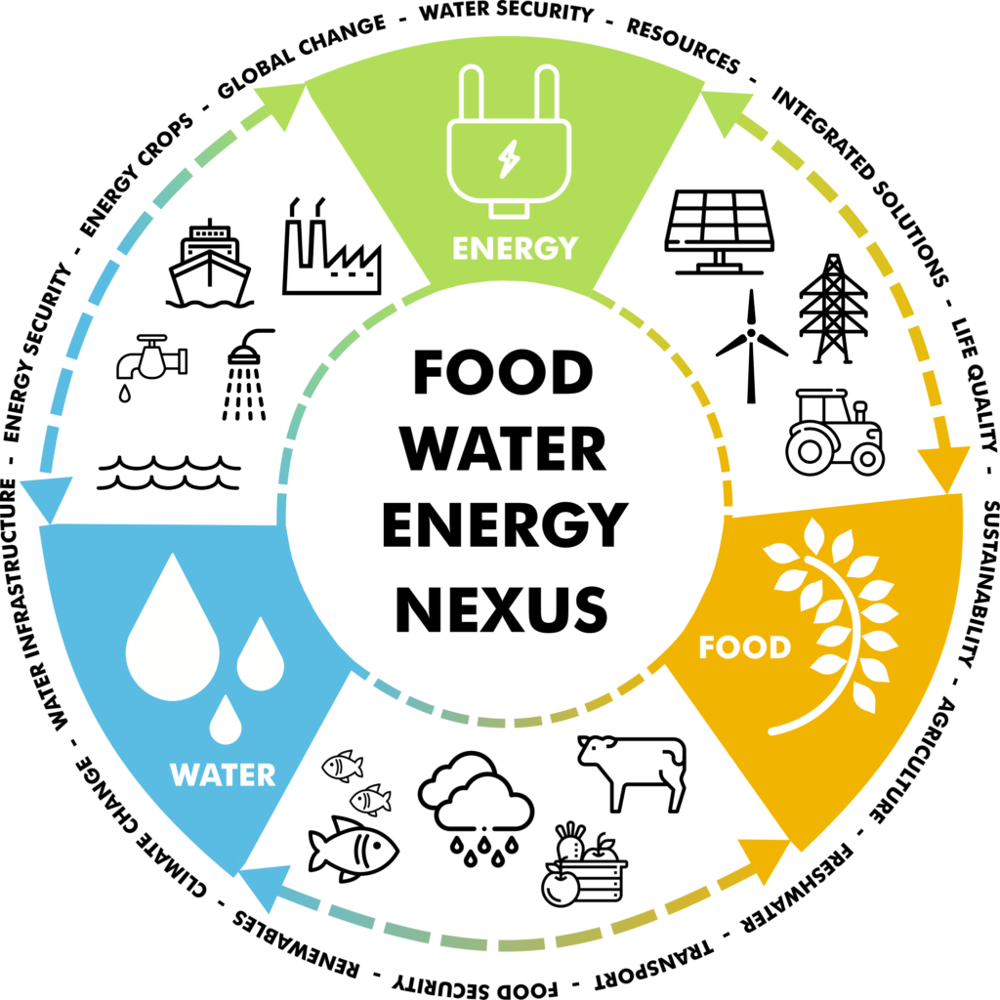 WATER SECURITY - RESOURCES - INTEGRATED SOLUTIONS - LIFE QUALITY - SUSTAINABILITY - AGRICULTURE - FRESHWATER - TRANSPORT - FOOD SECURITY - RENEWABLES - CLIMATE CHANGE - WATER INFRASTRUCTURE - ENERGY SECURITY - ENERGY CROPS - GLOBAL CHANGE -
ENERGY
FOOD
WATER
ENERGY
NEXUS
FOOD
WATER